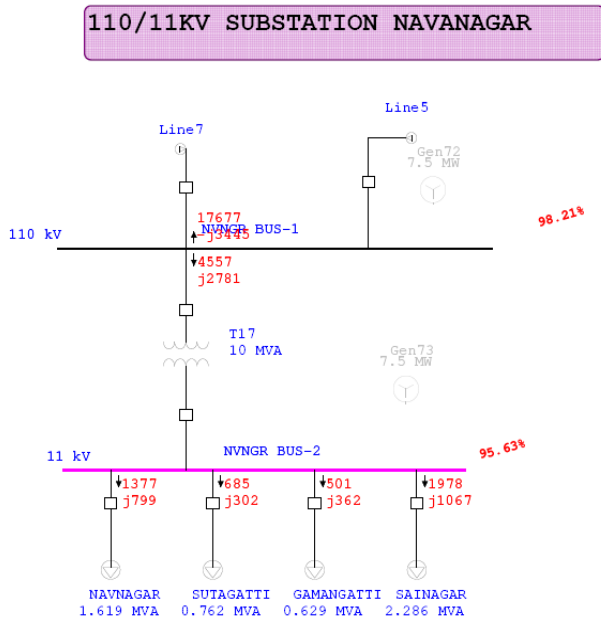 110/11KV SUBSTATION NAVANAGAR
Line5
Line7
Gen72
7.5 MW
17677
-j3445
NVNGR BUS-1
98.21%
110 kV
4557
j2781
T17
10 MVA
Gen73
7.5 MW
NVNGR BUS-2
95.63%
11 kV
1377
j799
685
j302
501
j362
1978
j1067
NAVNAGAR
1.619 MVA
SUTAGATTI
0.762 MVA
GAMANGATTI
0.629 MVA
SAINAGAR
2.286 MVA